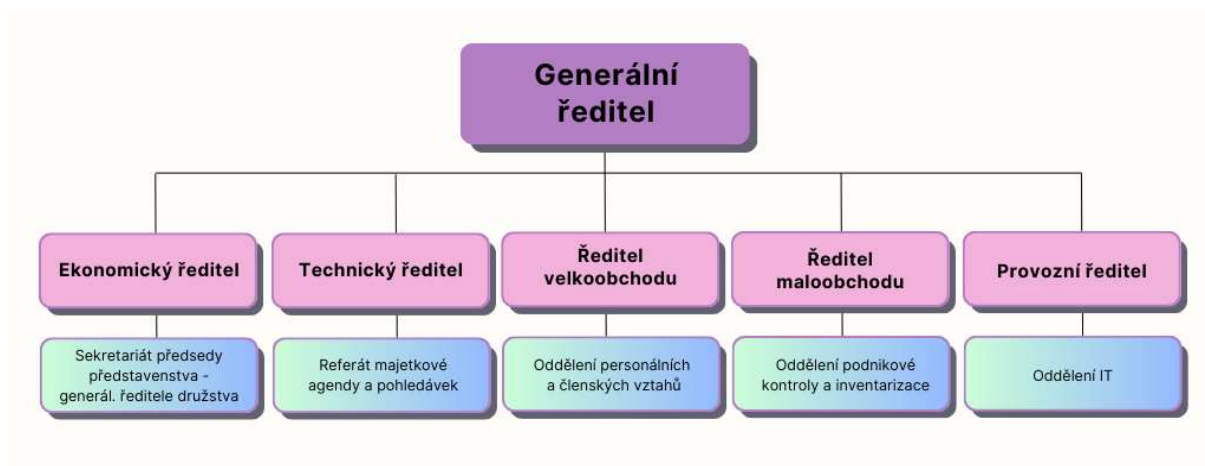 Generální
ředitel
Ekonomický ředitel
Technický ředitel
Ředitel
velkoobchodu
Ředitel
maloobchodu
Provozní ředitel
Sekretariát předsedy
představenstva -
generál. ředitele družstva
Referát majetkové
agendy a pohledávek
Oddělení personálních
a členských vztahů
Oddělení podnikové
kontroly a inventarizace
Oddělení IT